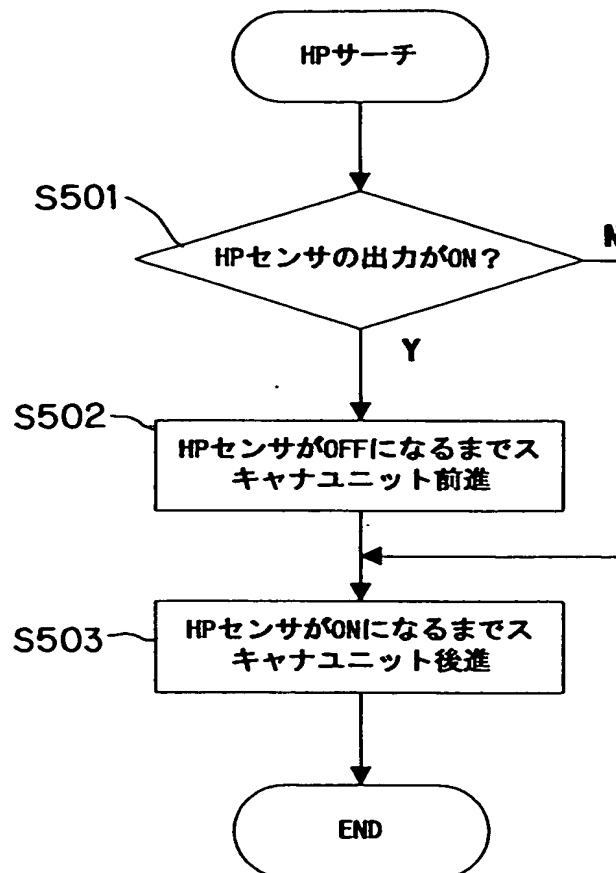 HPサーチ
S501
HPセンサの出力がON？
N
Y
S502
HPセンサがOFFになるまでス
キャナユニット前進
S503
HPセンサがONになるまでス
キャナユニット後進
END